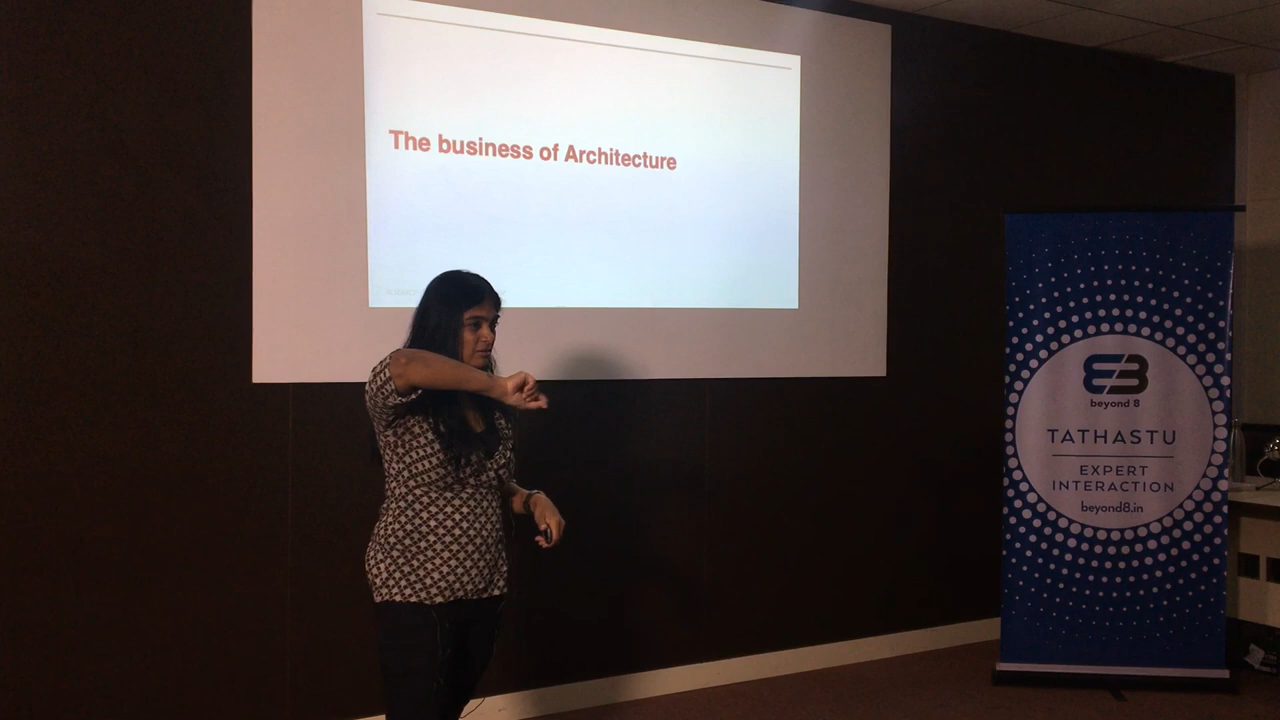 The business of Architecture
beyond 8
TATHASTU
EXPERT
INTERACTION
beyond8.in